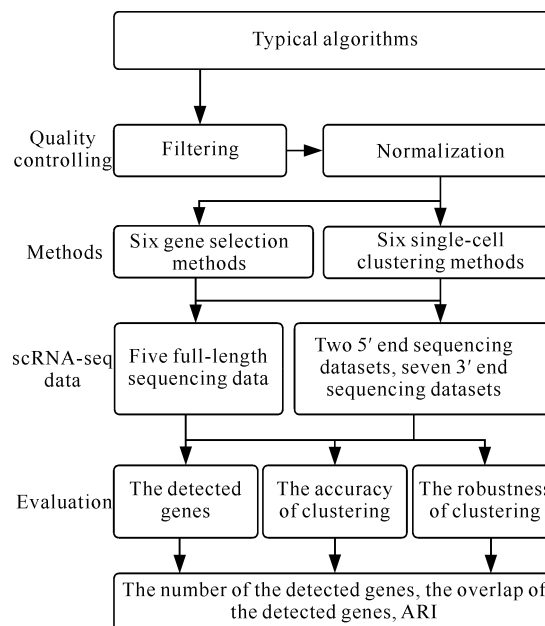 Typical algorithms
Quality
controlling
Filtering
Normalization
Methods
Six gene selection
methods
Six single-cell
clustering methods
scRNA-seq
data
Five full-length
sequencing data
Two 5′ end sequencing
datasets, seven 3′ end
sequencing datasets
Evaluation
The detected
genes
The accuracy
of clustering
The robustness
of clustering
The number of the detected genes, the overlap of
the detected genes, ARI